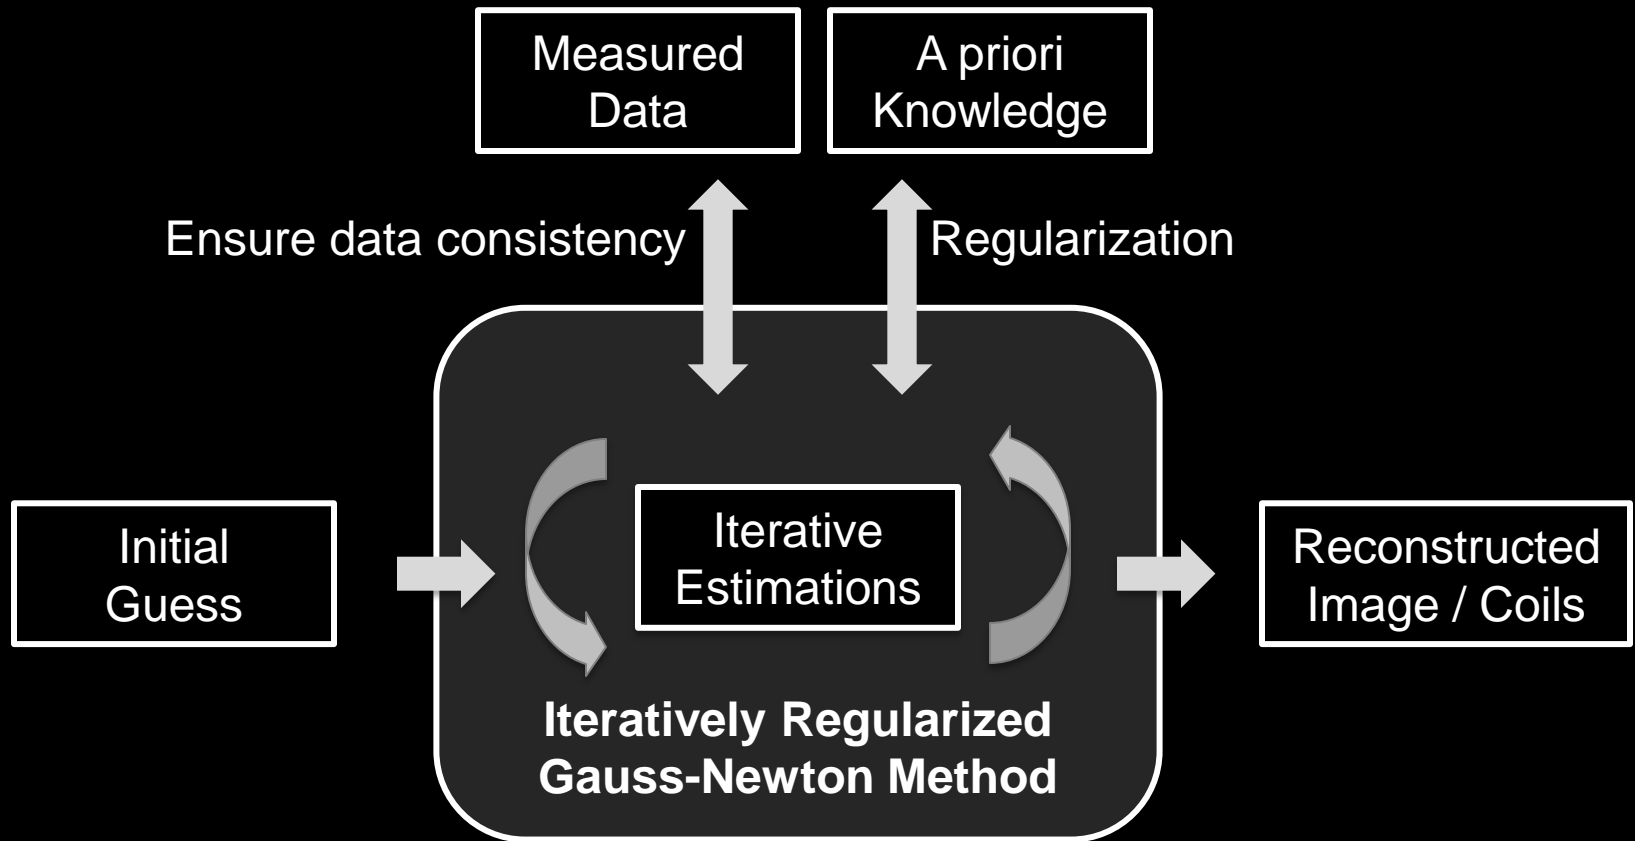 Measured
Data
A priori
Knowledge
Ensure data consistency
Regularization
Initial
Guess
Iterative
Estimations
Reconstructed
Image / Coils
Iteratively Regularized
Gauss-Newton Method